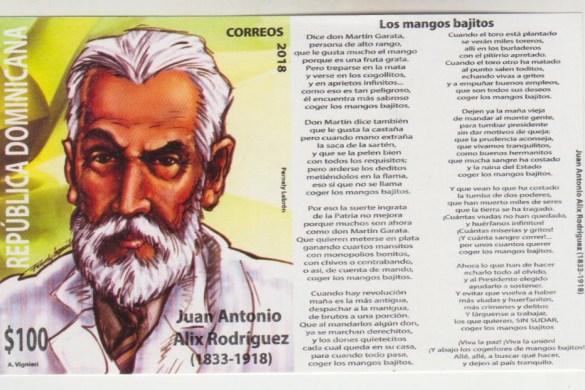 REPÚBLICA DOMINICANA
CORREOS
2018
Persely Lebrón
$100
A. Vignieri
Juan Antonio
Alix Rodríguez
(1833-1918)
Los mangos bajitos
Dice don Martín Garata,
persona de alto rango,
que le gusta mucho el mango
porque es una fruta grata.
Pero treparse en la mata
y verse en los cogollitos,
y en aprietos infinitos...
como eso es tan peligroso,
él encuentra más sabroso
coger los mangos bajitos.
Don Martín dice también
que le gusta la castaña
pero cuando mano extraña
la saca de la sartén,
y que se la pelen bien
con todos los requisitos;
pero arderse los deditos
metiéndolos en la flama,
eso sí que no se llama
coger los mangos bajitos.
Por eso la suerte ingrata
de la Patria no mejora
porque muchos son ahora
como don Martín Garata.
Que quieren meterse en plata
ganando cuartos mansitos
con monopolios bonitos,
con chivos o contrabando,
o así, de cuenta de mando,
coger los mangos bajitos.
Cuando hay revolución
maña es la más antigua,
despachar a la manigua,
de brutos a una porción.
Que al mandarlos algún don,
ya se marchan derechitos,
y los dones quietecitos
cada cual queda en su casa,
para cuando todo pasa,
coger los mangos bajitos.
Cuando el toro está plantado
se verán miles toreros,
allí en los burladeros
con el pitirrio apretado.
Cuando el toro otro ha matado
al punto salen toditos,
echando vivas a gritos
y a empuñar buenos empleos,
que son todos sus deseos
coger los mangos bajitos.
Dejen ya la maña vieja
de mandar al monte gente,
para tumbar presidente
sin dar motivos de queja;
que la prudencia aconseja,
que vivamos tranquilitos,
como buenos hermanitos
que mucha sangre ha costado
y la ruina del Estado
coger los mangos bajitos.
Y que vean lo que ha costado
la tumba de dos poderes,
que han muerto miles de seres
que la tierra se ha tragado.
¡Cuántas viudas no han quedado,
y huérfanos infinitos!
¡Cuántas miserias y gritos!
¡Y cuánta sangre correr!...
por unos cuantos querer
coger los mangos bajitos.
Ahora lo que han de hacer
echarlo todo al olvido,
y al Presidente elegido
ayudarlo a sostener.
Y evitar que vuelva a haber
más viudas y huerfanitos,
más crímenes y delitos
Y lárguense a trabajar,
los que quieren, SIN SUDAR,
coger los mangos bajitos
¡Viva la paz! ¡Viva la unión!
¡Y abajo los cogelores de mangos bajitos!
Allé, allé, a buscar qué hacer,
y dejarse de querer
coger los mangos bajitos.
Juan Antonio Alix Rodríguez (1833-1918)